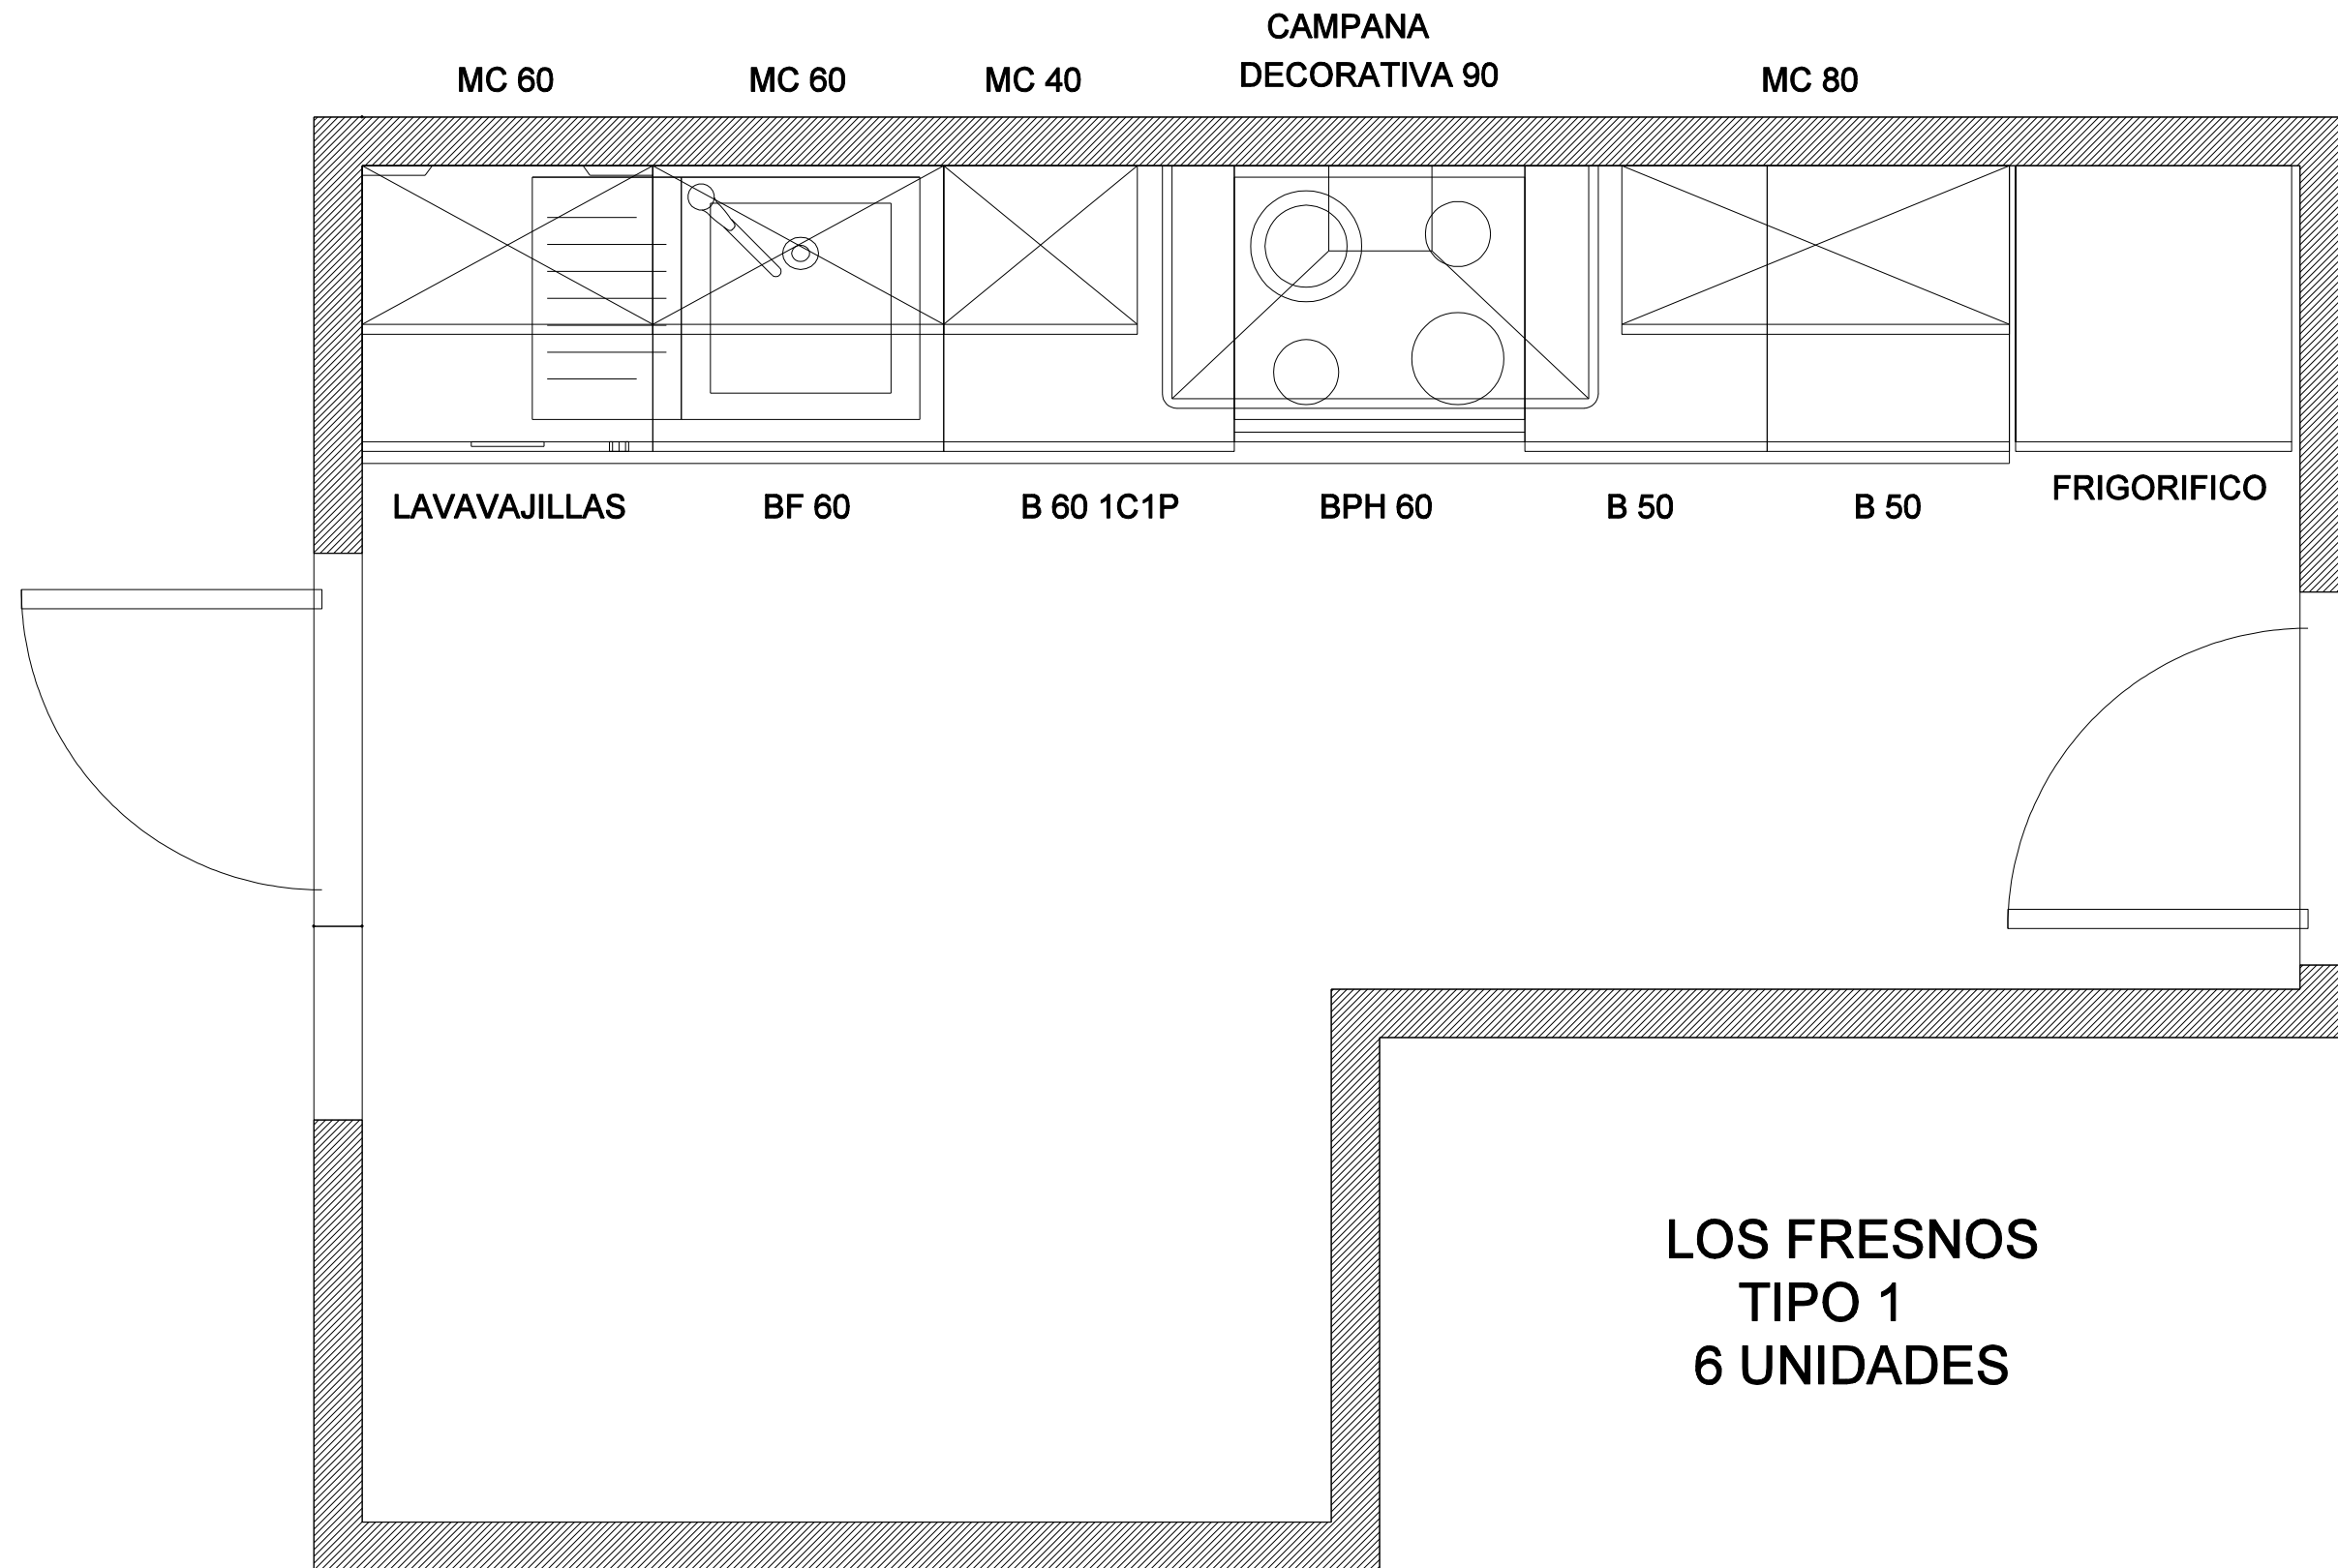 CAMPANA
DECORATIVA 90
MC 60
MC 60
MC 40
MC 80
LAVAVAJILLAS
BF 60
B 60 1C1P
BPH 60
B 50
B 50
FRIGORIFICO
LOS FRESNOS
TIPO 1
6 UNIDADES